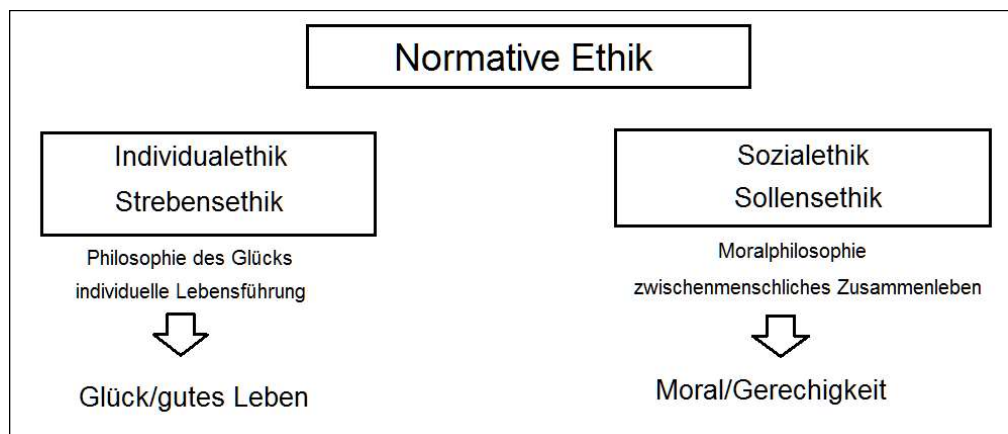 Normative Ethik
Individualethik
Strebensethik
Philosophie des Glücks
individuelle Lebensführung
Glück/gutes Leben
Sozialethik
Sollensethik
Moralphilosophie
zwischenmenschliches Zusammenleben
Moral/Gerechigkeit